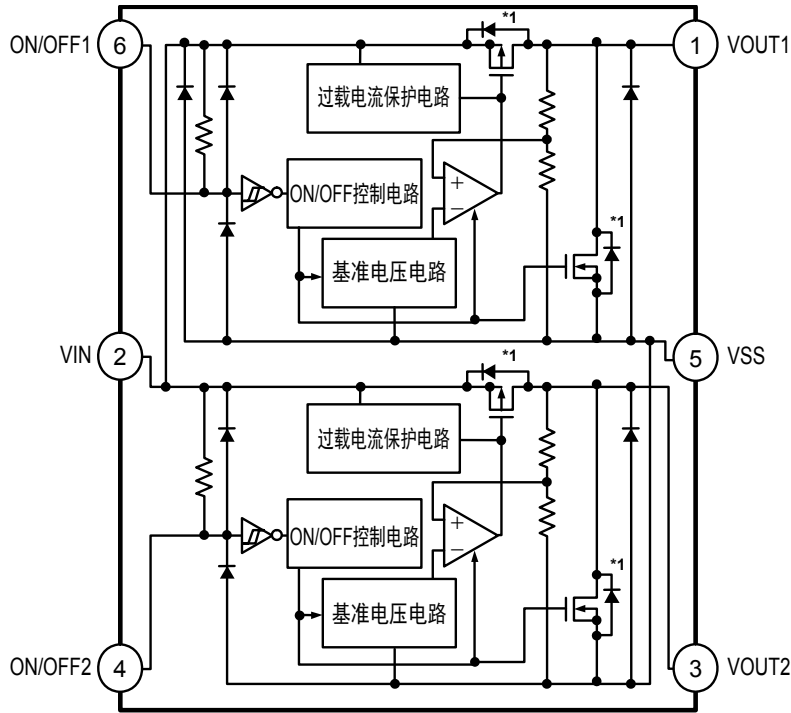 *1
ON/OFF1
6
1
VOUT1
过载电流保护电路
+
−
ON/OFF控制电路
*1
基准电压电路
VIN
2
*1
5
VSS
过载电流保护电路
+
−
ON/OFF控制电路
*1
基准电压电路
ON/OFF2
4
3
VOUT2